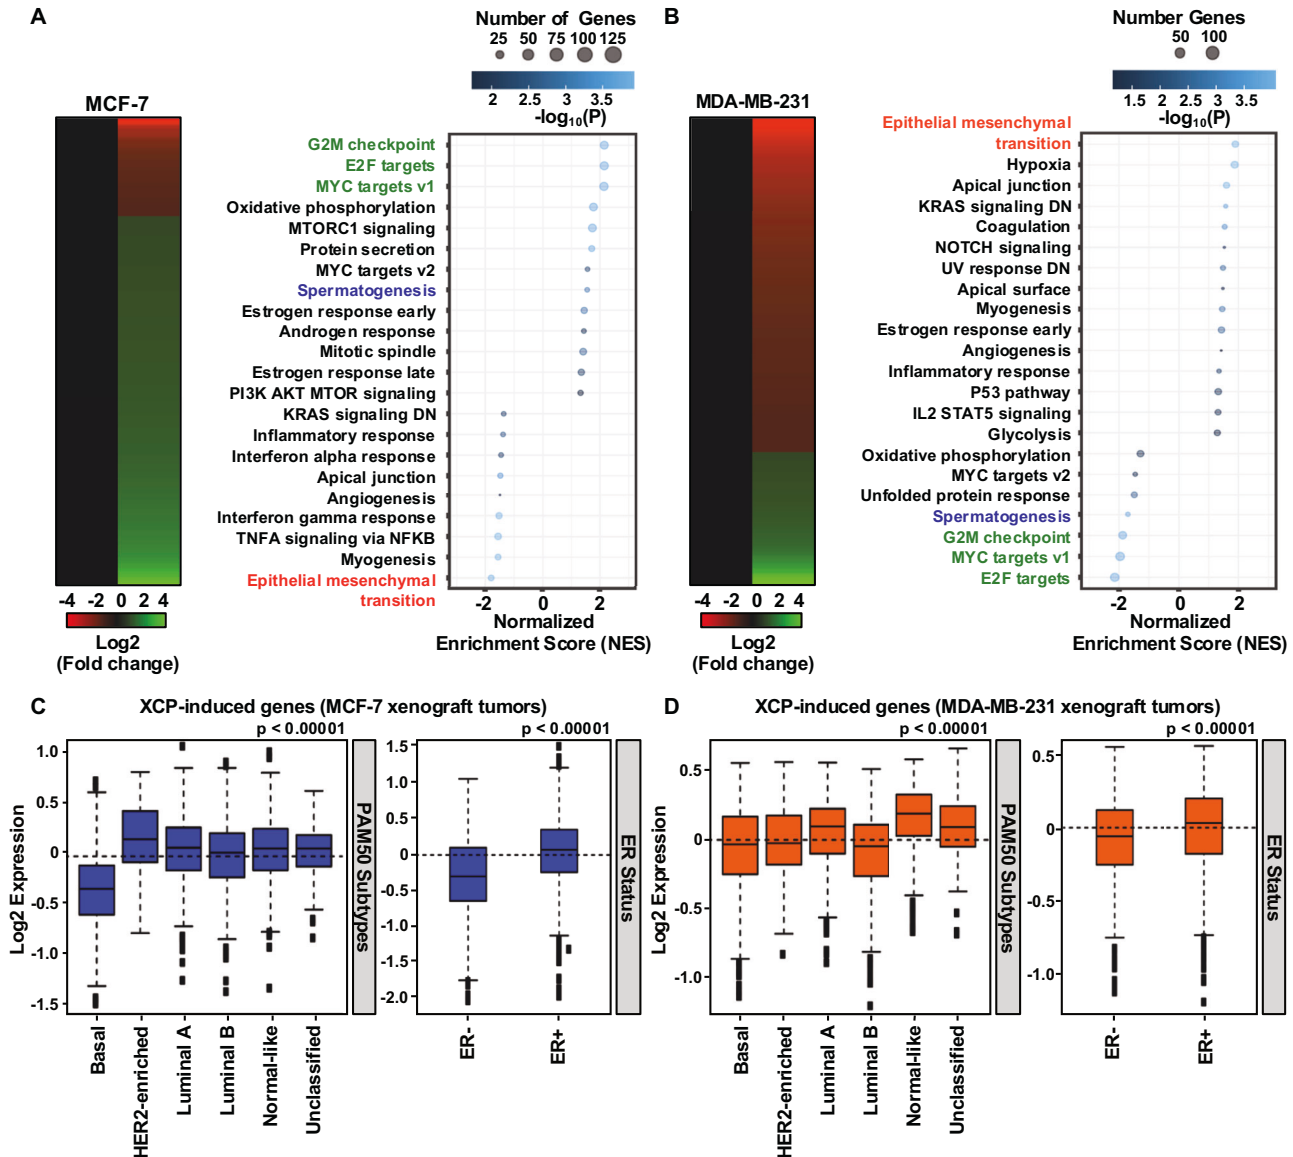 A
Number of Genes
25 50 75 100 125
2 2.5 3 3.5
-log10(P)
MCF-7
G2M checkpoint
E2F targets
MYC targets v1
Oxidative phosphorylation
MTORC1 signaling
Protein secretion
MYC targets v2
Spermatogenesis
Estrogen response early
Androgen response
Mitotic spindle
Estrogen response late
PI3K AKT MTOR signaling
KRAS signaling DN
Inflammatory response
Interferon alpha response
Apical junction
Angiogenesis
Interferon gamma response
TNFA signaling via NFKB
Myogenesis
Epithelial mesenchymal
transition
-4 -2 0 2 4
Log2
(Fold change)
-2 0 2
Normalized
Enrichment Score (NES)
B
Number Genes
50 100
1.5 2 2.5 3 3.5
-log10(P)
MDA-MB-231
Epithelial mesenchymal
transition
Hypoxia
Apical junction
KRAS signaling DN
Coagulation
NOTCH signaling
UV response DN
Apical surface
Myogenesis
Estrogen response early
Angiogenesis
Inflammatory response
P53 pathway
IL2 STAT5 signaling
Glycolysis
Oxidative phosphorylation
MYC targets v2
Unfolded protein response
Spermatogenesis
G2M checkpoint
MYC targets v1
E2F targets
-4 -2 0 2 4
Log2
(Fold change)
-2 0 2
Normalized
Enrichment Score (NES)
C
XCP-induced genes (MCF-7 xenograft tumors)
p < 0.00001
p < 0.00001
Log2 Expression
1.0
0.5
0
-0.5
-1.0
-1.5
Basal
HER2-enriched
Luminal A
Luminal B
Normal-like
Unclassified
PAM50 Subtypes
1.5
1.0
0.5
0
-0.5
-1.0
-1.5
-2.0
ER-
ER+
ER Status
D
XCP-induced genes (MDA-MB-231 xenograft tumors)
p < 0.00001
p < 0.00001
Log2 Expression
0.5
0
-0.5
-1.0
Basal
HER2-enriched
Luminal A
Luminal B
Normal-like
Unclassified
PAM50 Subtypes
0.5
0
-0.5
-1.0
ER-
ER+
ER Status